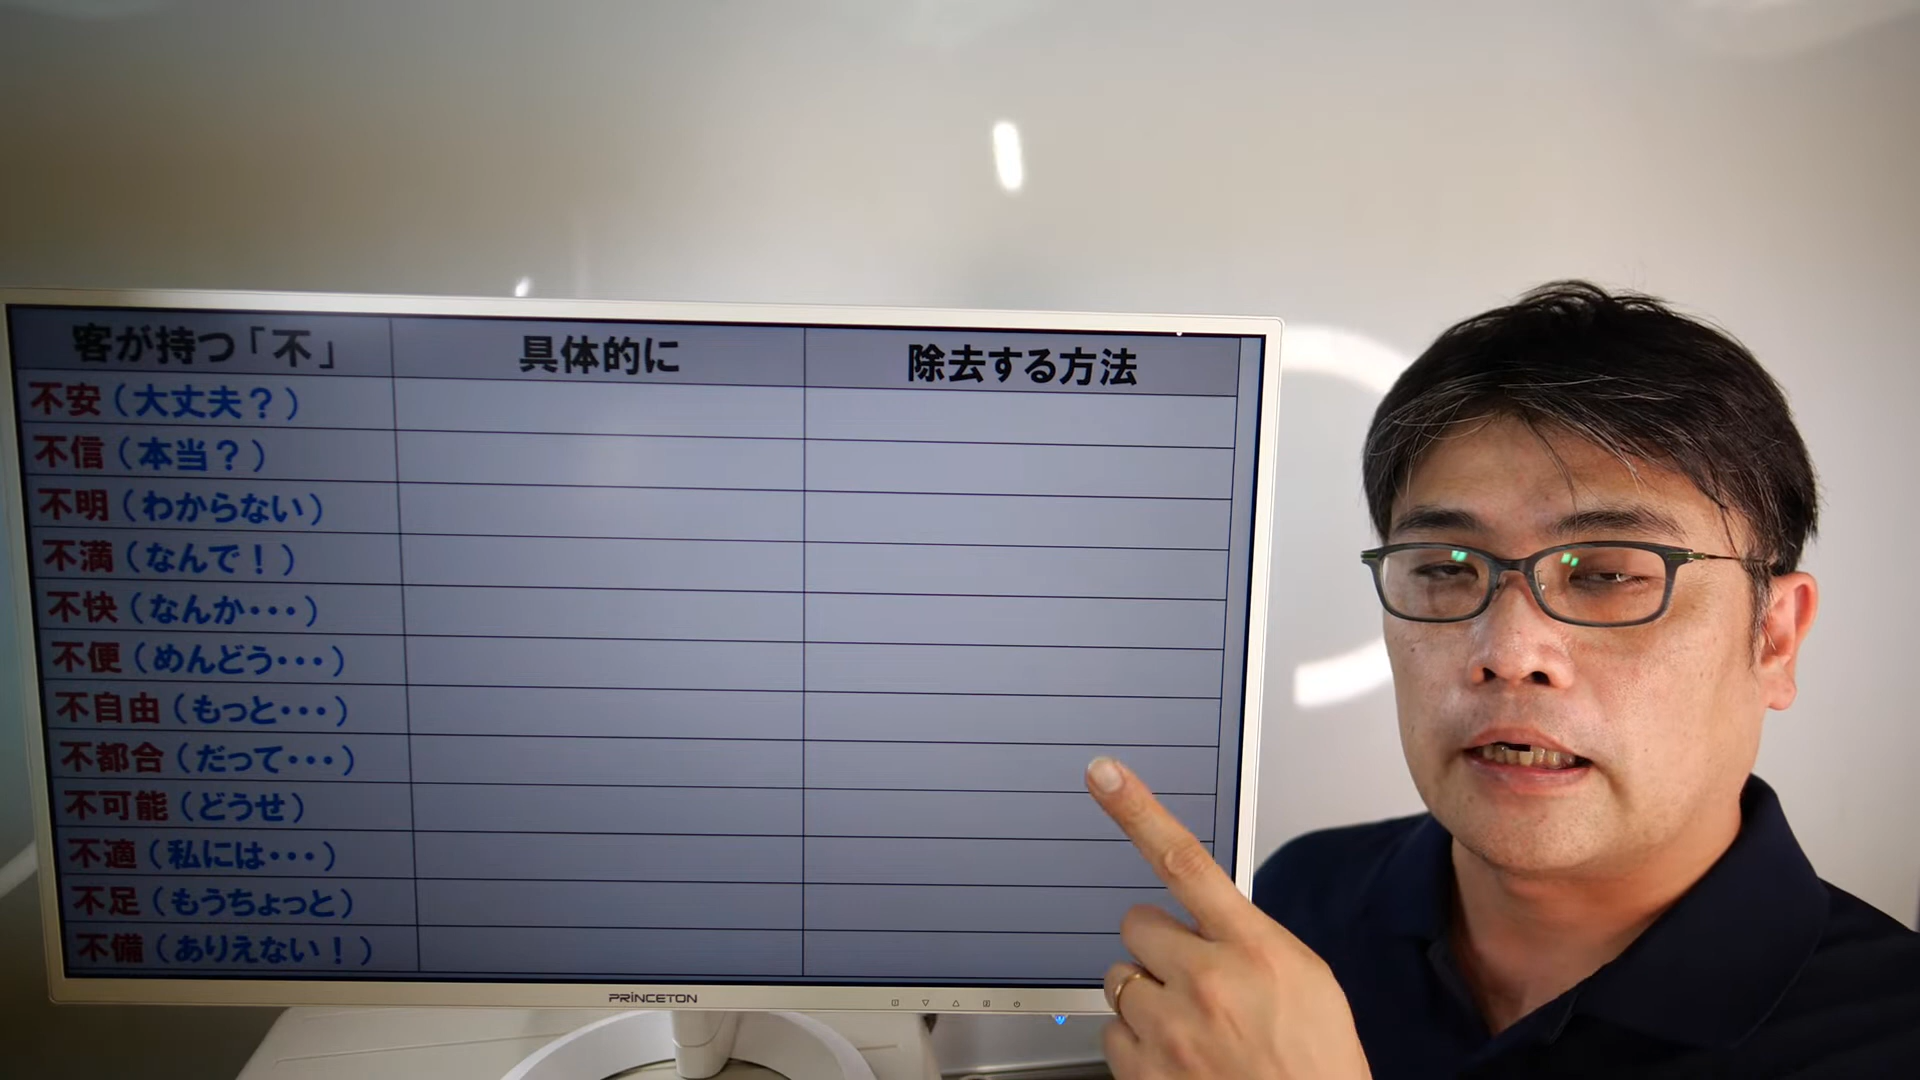 客が持つ「不」 具体的に 除去する方法
不安（大丈夫？）
不信（本当？）
不明（わからない）
不満（なんで！）
不快（なんか・・・）
不便（めんどう・・・）
不自由（もっと・・・）
不都合（だって・・・）
不可能（どうせ）
不適（私には・・・）
不足（もうちょっと）
不備（ありえない！）
PRINCETON